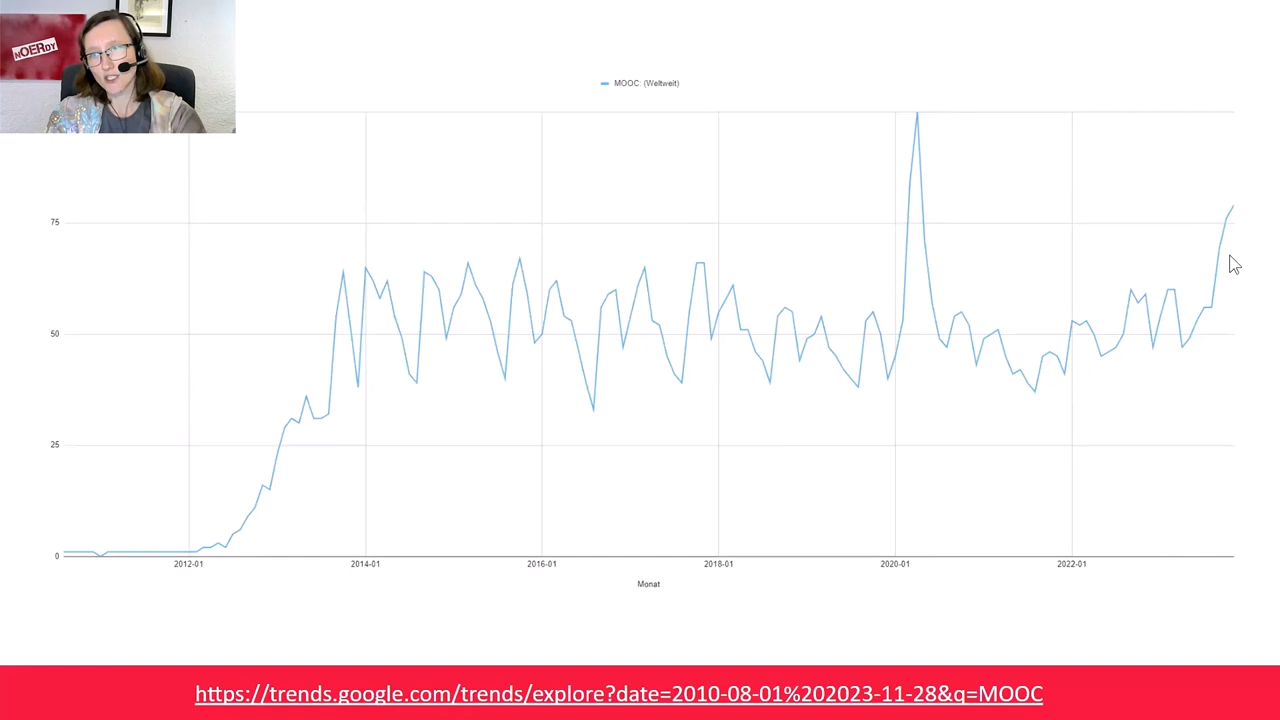 NOERDY
MOOC: (Weltweit)
75
50
25
0
2012-01
2014-01
2016-01
2018-01
2020-01
2022-01
Monat
https://trends.google.com/trends/explore?date=2010-08-01%202023-11-28&q=MOOC